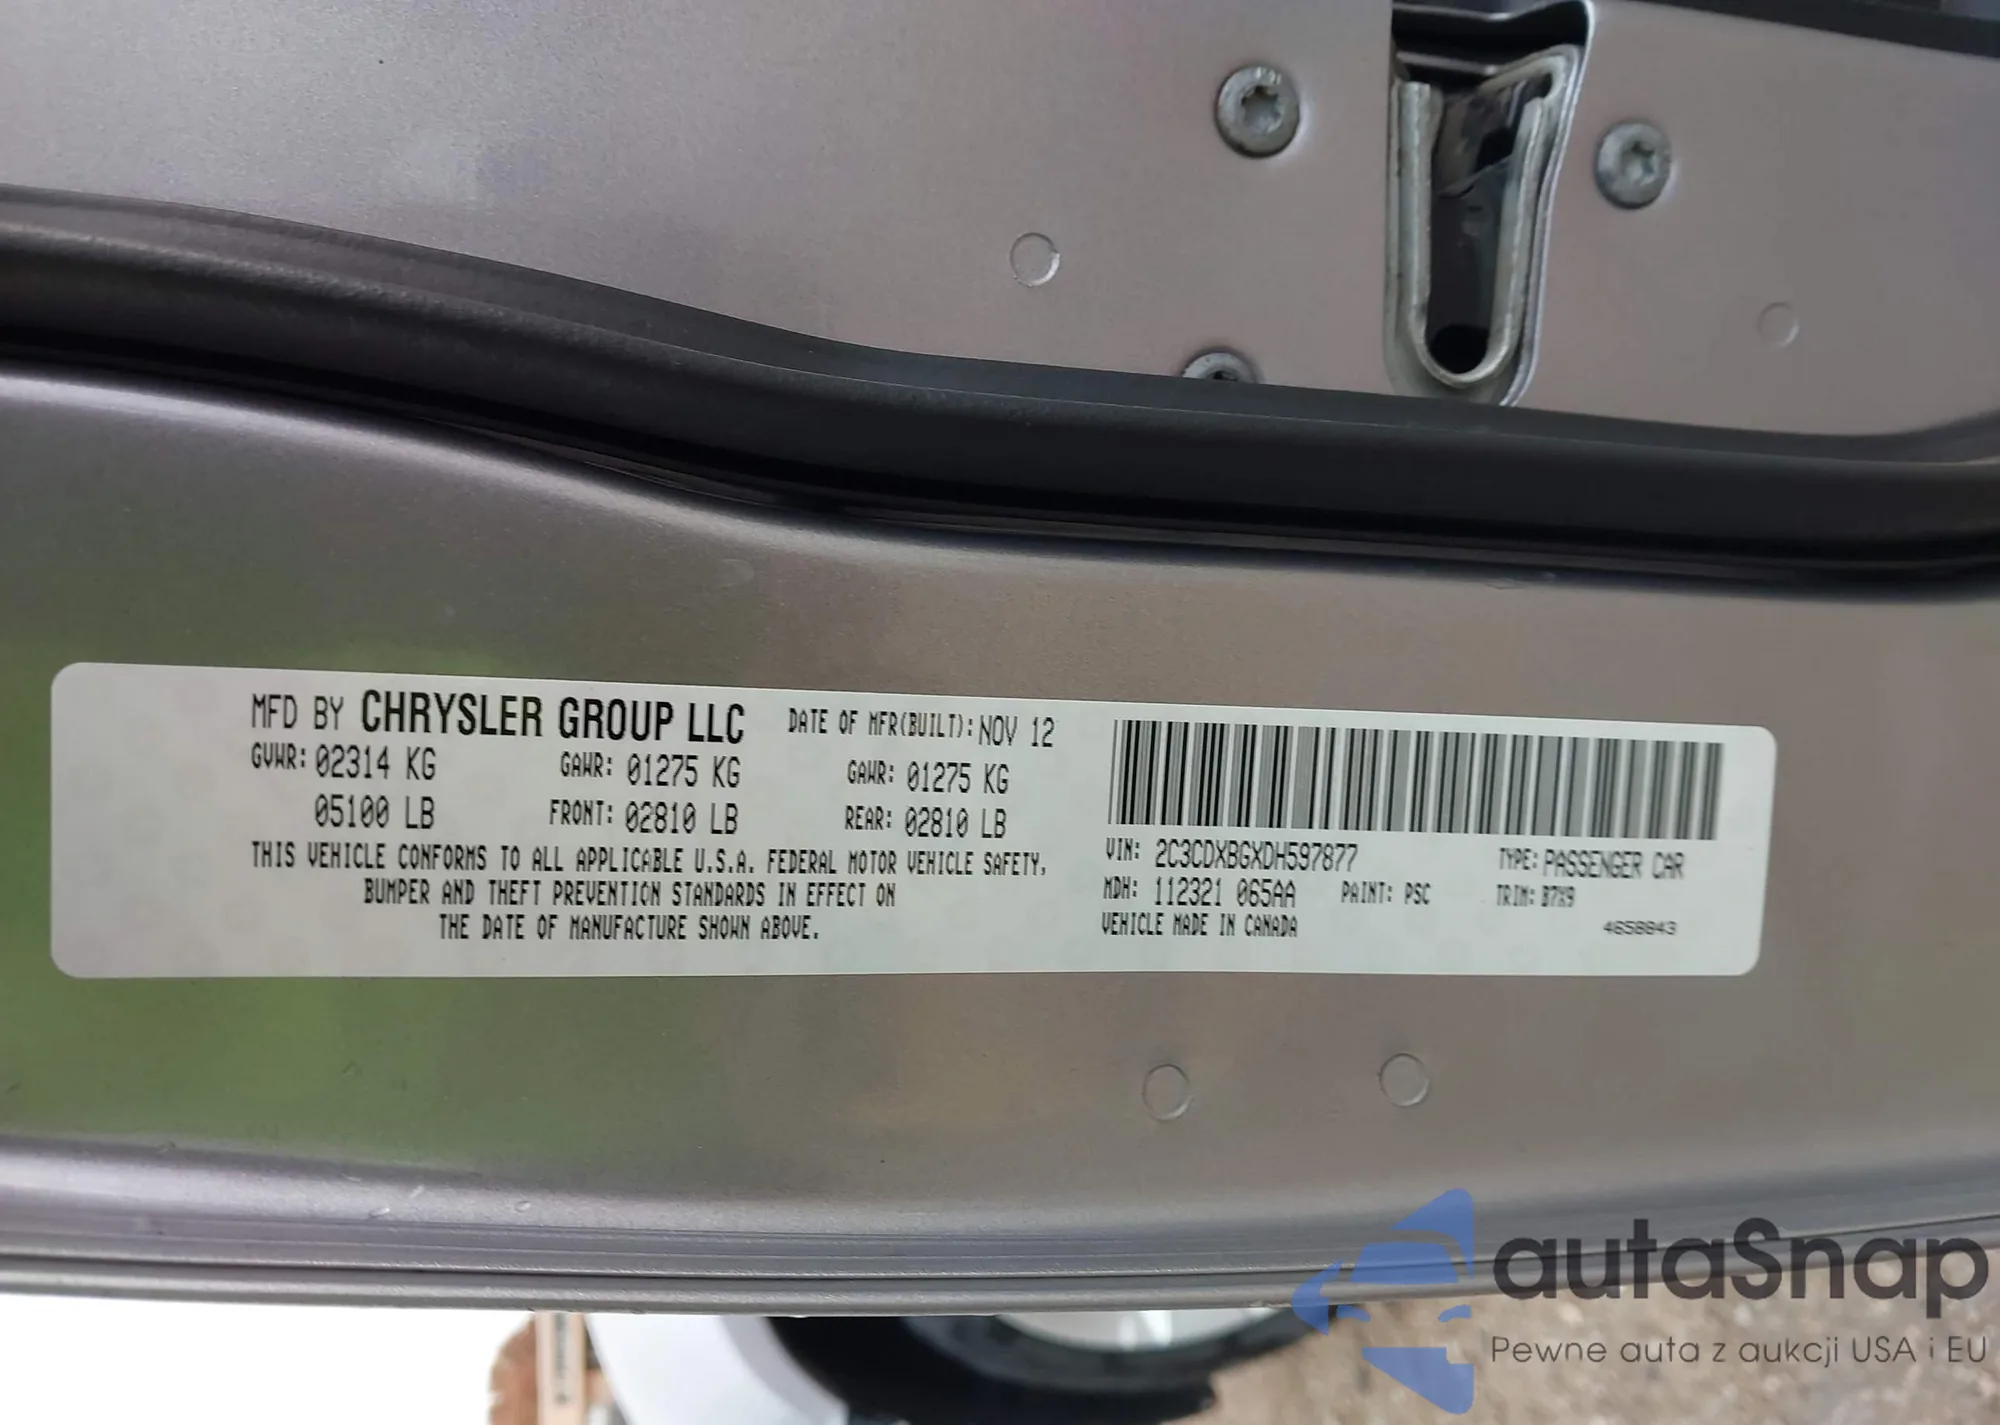 MFD BY CHRYSLER GROUP LLC DATE OF MFR(BUILT): NOV 12
GVWR: 02314 KG GAWR: 01275 KG GAWR: 01275 KG
05100 LB FRONT: 02810 LB REAR: 02810 LB
THIS VEHICLE CONFORMS TO ALL APPLICABLE U.S.A. FEDERAL MOTOR VEHICLE SAFETY,
BUMPER AND THEFT PREVENTION STANDARDS IN EFFECT ON
THE DATE OF MANUFACTURE SHOWN ABOVE.
VIN: 2C3CDXBGXDH597877 TYPE: PASSENGER CAR
MDH: 112321 065AA PAINT: PSC TRIM: B7X9
VEHICLE MADE IN CANADA 4658843
autaSnap
Pewne auta z aukcji USA i EU